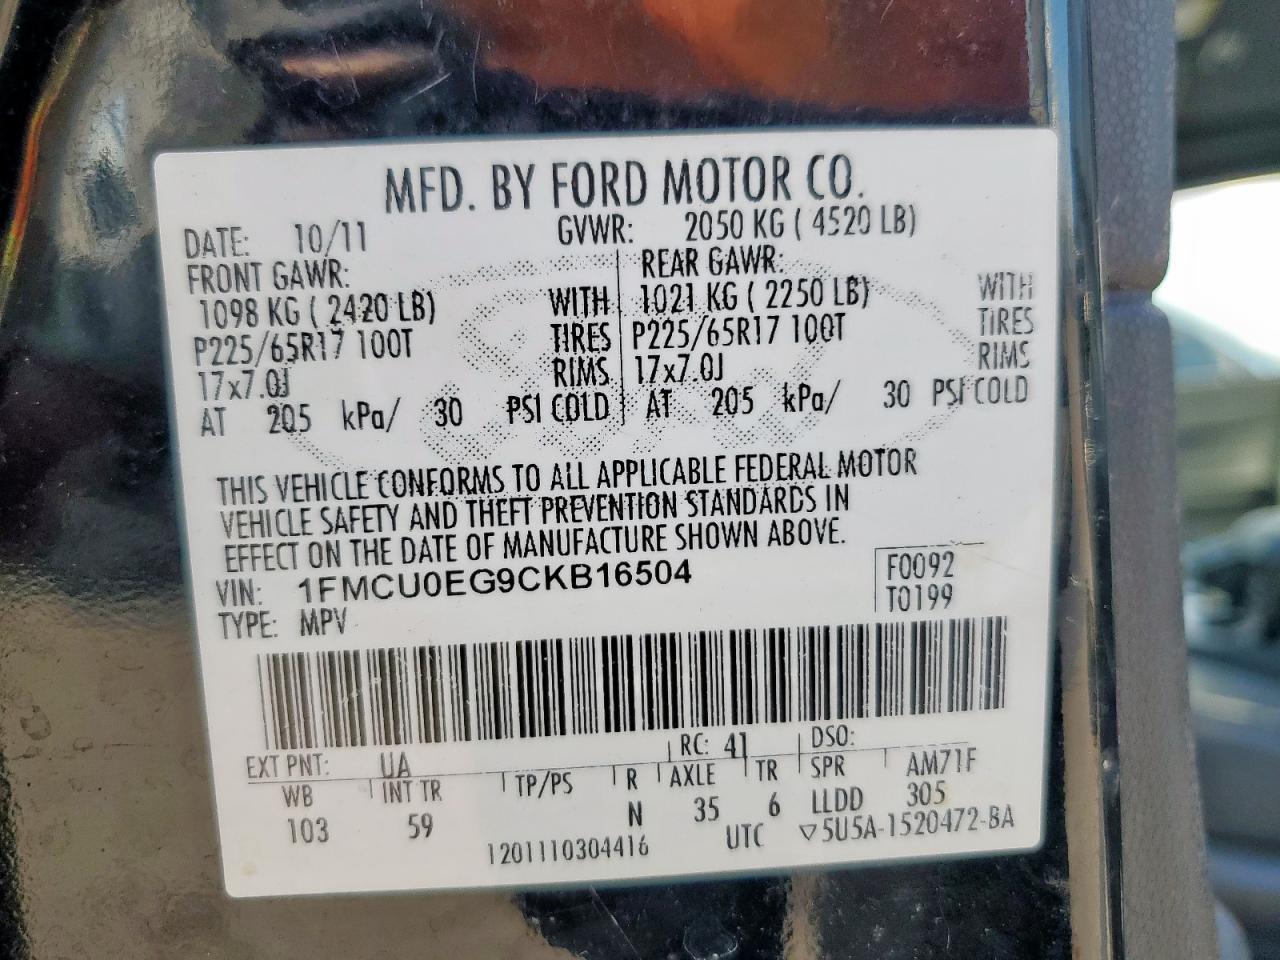 MFD. BY FORD MOTOR CO.
DATE: 10/11 GVWR: 2050 KG ( 4520 LB)
FRONT GAWR: REAR GAWR:
1098 KG ( 2420 LB) WITH 1021 KG ( 2250 LB) WITH
P225/65R17 100T TIRES P225/65R17 100T TIRES
17x7.0J RIMS 17x7.0J RIMS
AT 205 kPa/ 30 PSI COLD AT 205 kPa/ 30 PSI COLD
THIS VEHICLE CONFORMS TO ALL APPLICABLE FEDERAL MOTOR
VEHICLE SAFETY AND THEFT PREVENTION STANDARDS IN
EFFECT ON THE DATE OF MANUFACTURE SHOWN ABOVE.
VIN: 1FMCU0EG9CKB16504 F0092
TYPE: MPV T0199
EXT PNT: UA RC: 41 DSO:
WB INT TR TP/PS R AXLE TR SPR AM71F
103 59 N 35 6 LLDD 305
1201110304416 UTC ▽5U5A-1520472-BA